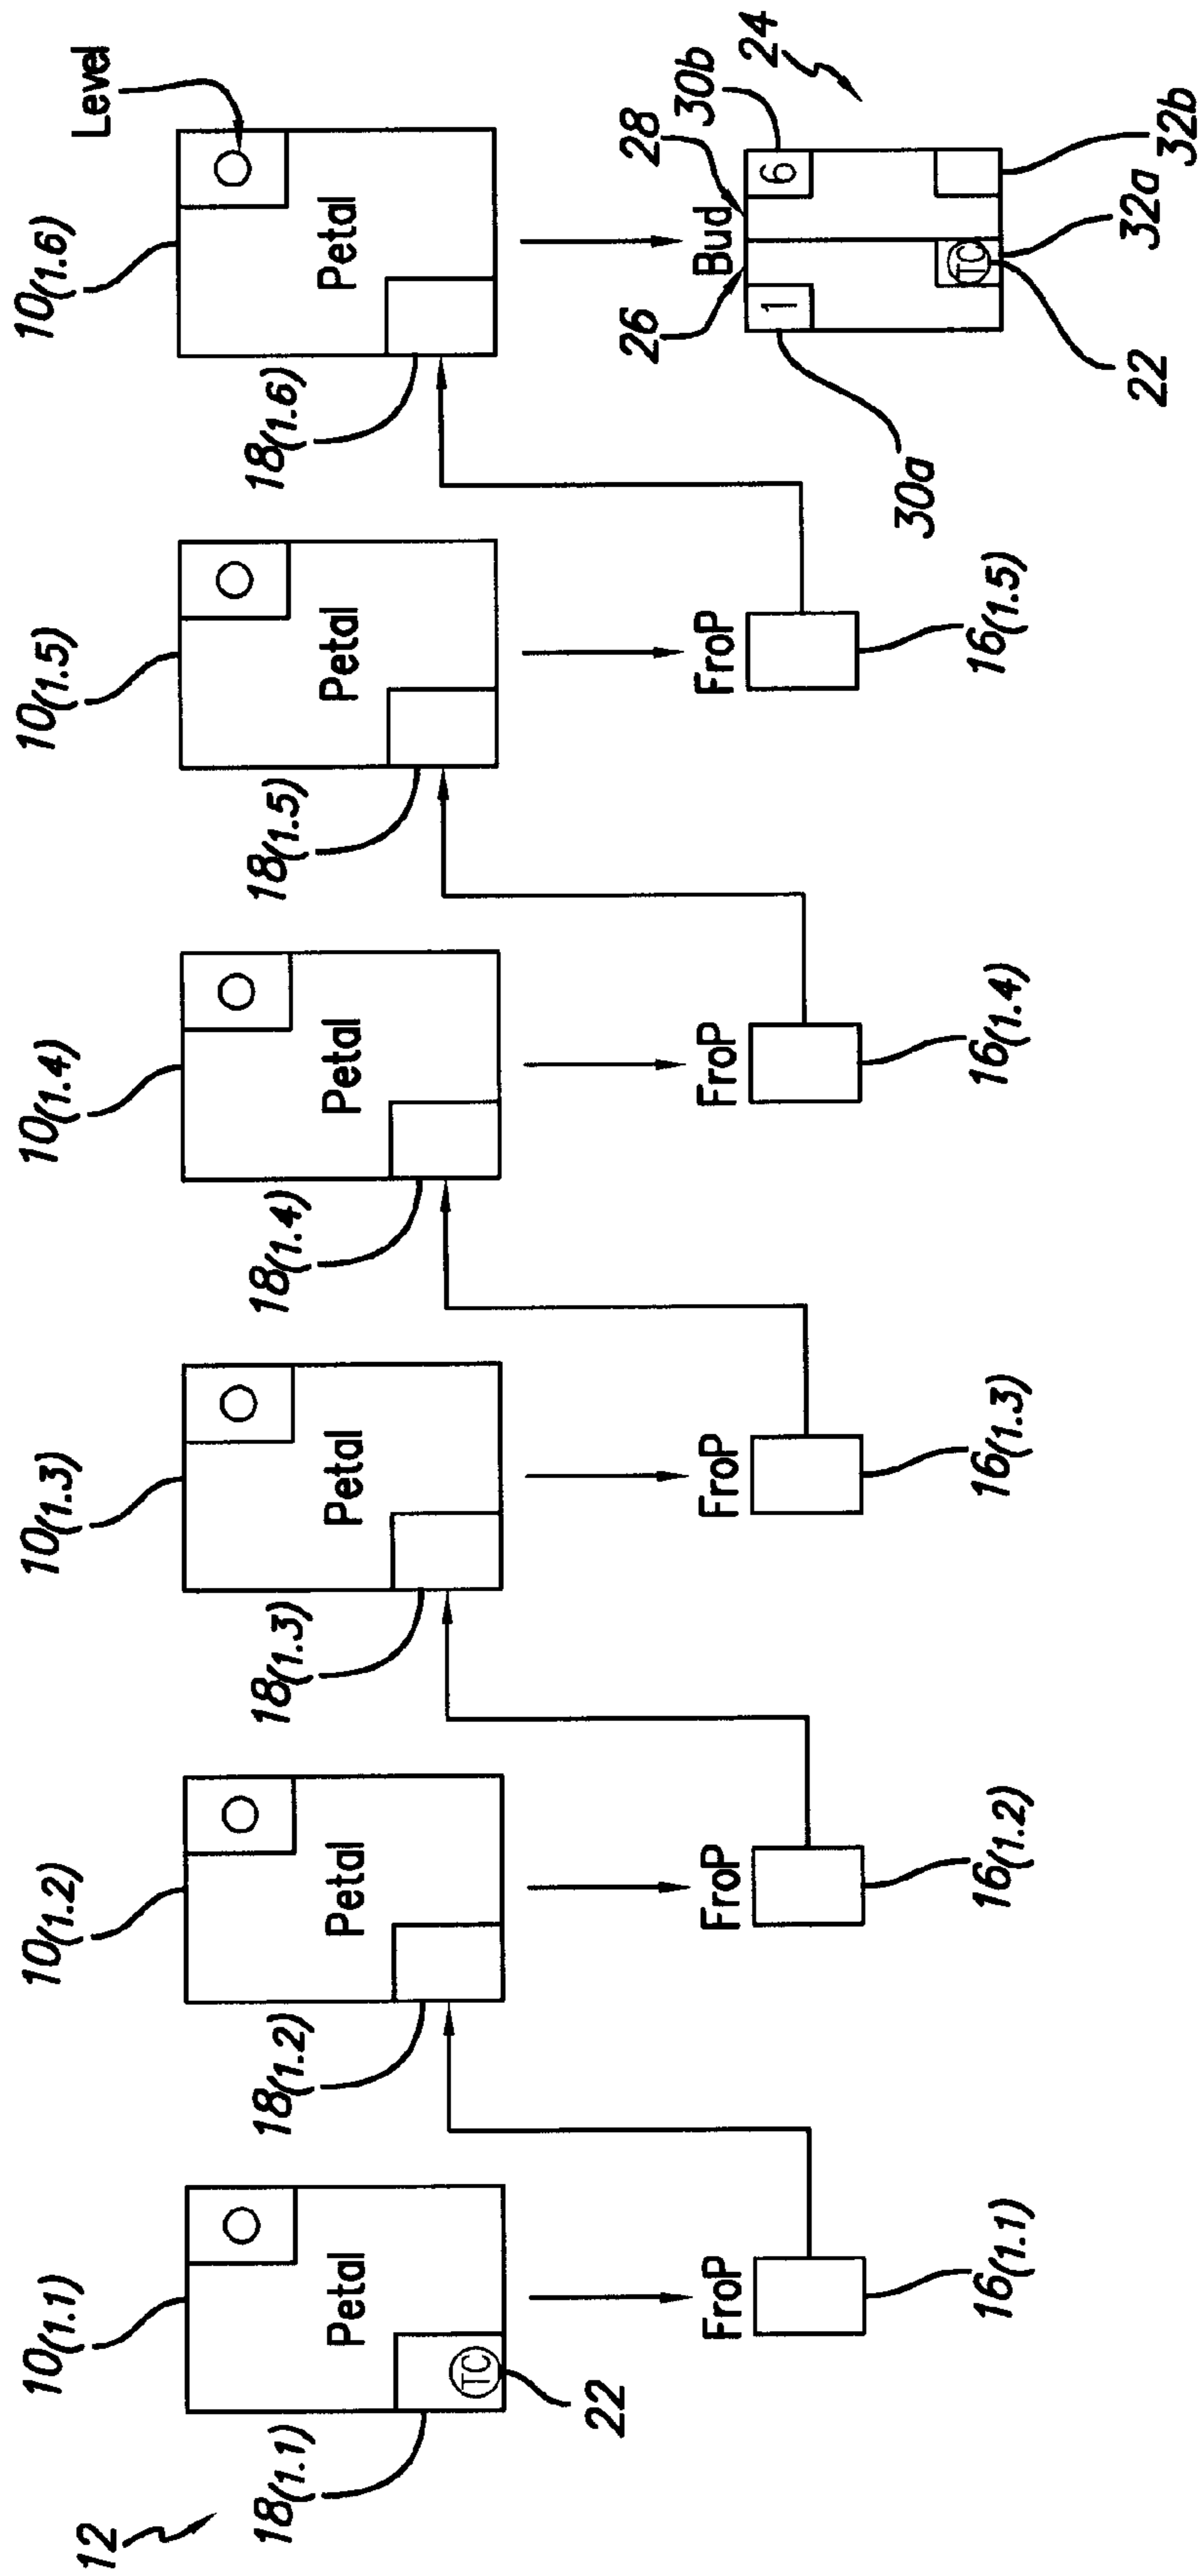 12
10(1.1)
10(1.2)
10(1.3)
10(1.4)
10(1.5)
10(1.6)
Level
Petal
Petal
Petal
Petal
Petal
Petal
18(1.1)
18(1.2)
18(1.3)
18(1.4)
18(1.5)
18(1.6)
TC
22
FroP
FroP
FroP
FroP
FroP
26
Bud
28
30b
24
1
6
TC
30a
16(1.1)
16(1.2)
16(1.3)
16(1.4)
16(1.5)
22
32a
32b